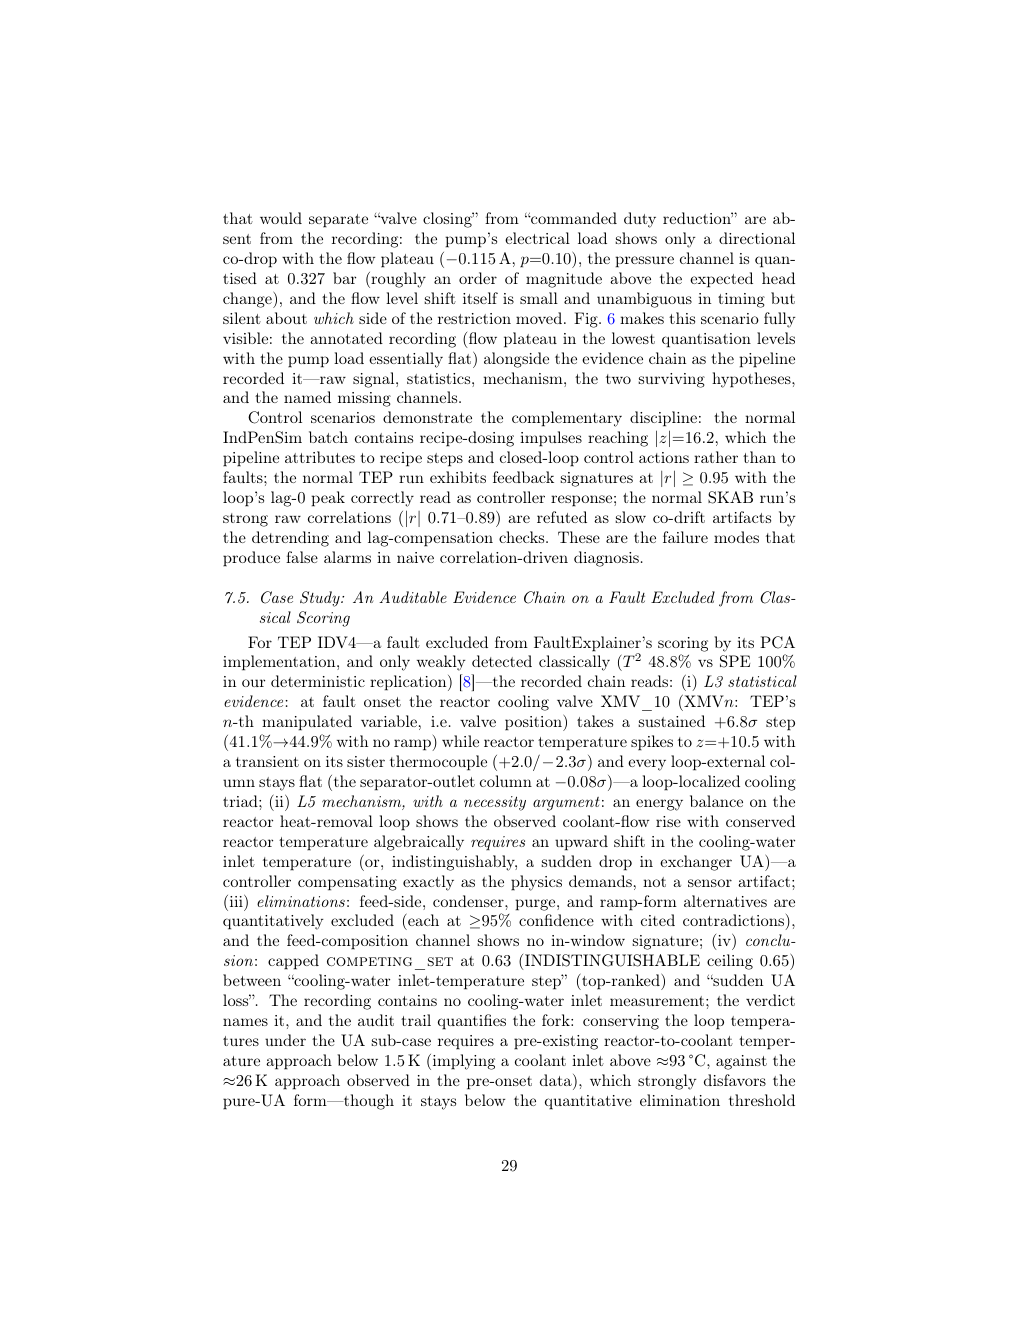 that would separate “valve closing” from “commanded duty reduction” are ab-
sent from the recording: the pump’s electrical load shows only a directional
co-drop with the flow plateau (−0.115 A, p=0.10), the pressure channel is quan-
tised at 0.327 bar (roughly an order of magnitude above the expected head
change), and the flow level shift itself is small and unambiguous in timing but
silent about which side of the restriction moved. Fig. 6 makes this scenario fully
visible: the annotated recording (flow plateau in the lowest quantisation levels
with the pump load essentially flat) alongside the evidence chain as the pipeline
recorded it—raw signal, statistics, mechanism, the two surviving hypotheses,
and the named missing channels.
Control scenarios demonstrate the complementary discipline: the normal
IndPenSim batch contains recipe-dosing impulses reaching |z|=16.2, which the
pipeline attributes to recipe steps and closed-loop control actions rather than to
faults; the normal TEP run exhibits feedback signatures at |r| ≥ 0.95 with the
loop’s lag-0 peak correctly read as controller response; the normal SKAB run’s
strong raw correlations (|r| 0.71–0.89) are refuted as slow co-drift artifacts by
the detrending and lag-compensation checks. These are the failure modes that
produce false alarms in naive correlation-driven diagnosis.
7.5. Case Study: An Auditable Evidence Chain on a Fault Excluded from Clas-
sical Scoring
For TEP IDV4—a fault excluded from FaultExplainer’s scoring by its PCA
implementation, and only weakly detected classically (T² 48.8% vs SPE 100%
in our deterministic replication) [8]—the recorded chain reads: (i) L3 statistical
evidence: at fault onset the reactor cooling valve XMV_10 (XMVn: TEP’s
n-th manipulated variable, i.e. valve position) takes a sustained +6.8σ step
(41.1%→44.9% with no ramp) while reactor temperature spikes to z=+10.5 with
a transient on its sister thermocouple (+2.0/−2.3σ) and every loop-external col-
umn stays flat (the separator-outlet column at −0.08σ)—a loop-localized cooling
triad; (ii) L5 mechanism, with a necessity argument: an energy balance on the
reactor heat-removal loop shows the observed coolant-flow rise with conserved
reactor temperature algebraically requires an upward shift in the cooling-water
inlet temperature (or, indistinguishably, a sudden drop in exchanger UA)—a
controller compensating exactly as the physics demands, not a sensor artifact;
(iii) eliminations: feed-side, condenser, purge, and ramp-form alternatives are
quantitatively excluded (each at ≥95% confidence with cited contradictions),
and the feed-composition channel shows no in-window signature; (iv) conclu-
sion: capped COMPETING_SET at 0.63 (INDISTINGUISHABLE ceiling 0.65)
between “cooling-water inlet-temperature step” (top-ranked) and “sudden UA
loss”. The recording contains no cooling-water inlet measurement; the verdict
names it, and the audit trail quantifies the fork: conserving the loop tempera-
tures under the UA sub-case requires a pre-existing reactor-to-coolant temper-
ature approach below 1.5 K (implying a coolant inlet above ≈93 °C, against the
≈26 K approach observed in the pre-onset data), which strongly disfavors the
pure-UA form—though it stays below the quantitative elimination threshold
29